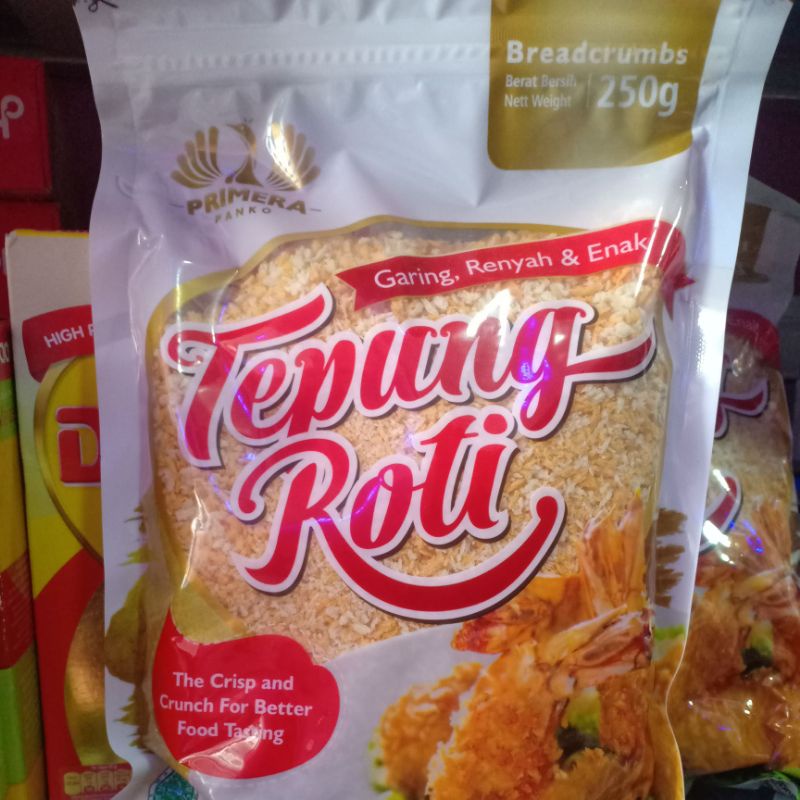 Breadcrumbs
Berat Bersih
Nett Weight
250g
PRIMERA
PANKO
Garing, Renyah & Enak
Tepung
Roti
The Crisp and
Crunch For Better
Food Tasting
HIGH